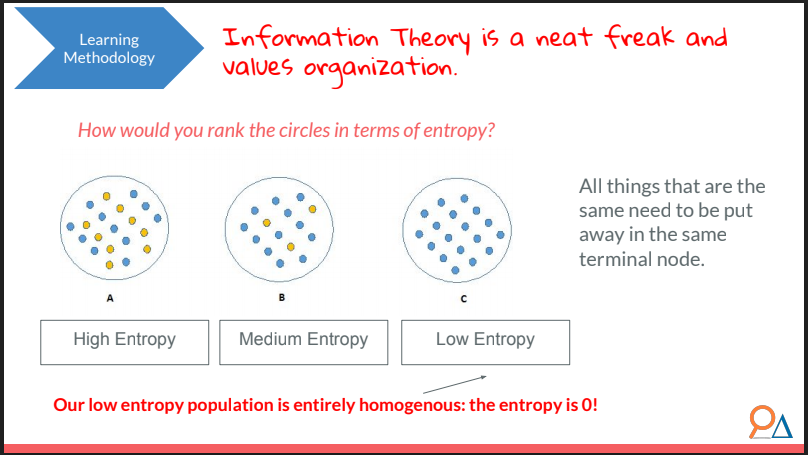 Learning
Methodology
Information Theory is a neat freak and
values organization.
How would you rank the circles in terms of entropy?
All things that are the
same need to be put
away in the same
terminal node.
A
B
C
High Entropy
Medium Entropy
Low Entropy
Our low entropy population is entirely homogenous: the entropy is 0!